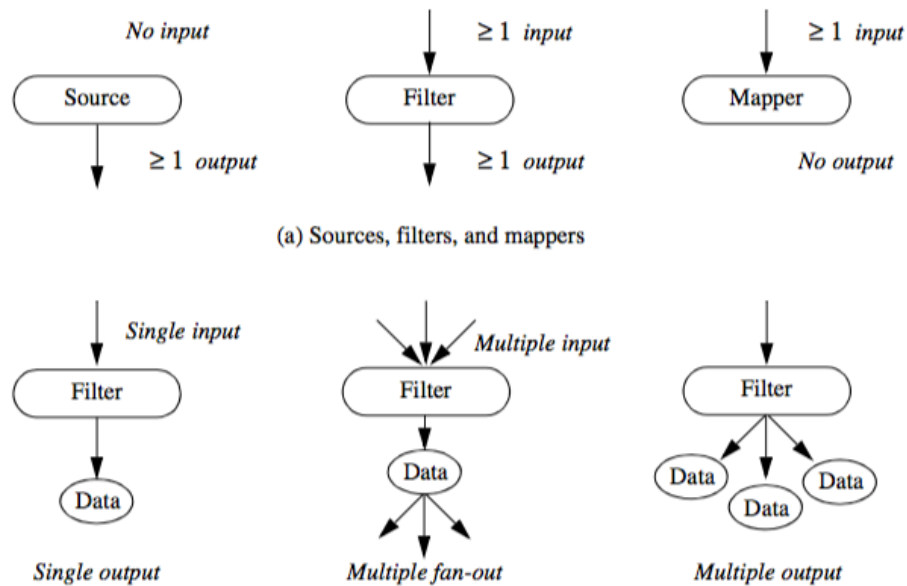 No input
≥ 1 input
≥ 1 input
Source
Filter
Mapper
≥ 1 output
≥ 1 output
No output
(a) Sources, filters, and mappers
Single input
Multiple input
Filter
Filter
Filter
Data
Data
Data
Data
Data
Single output
Multiple fan-out
Multiple output